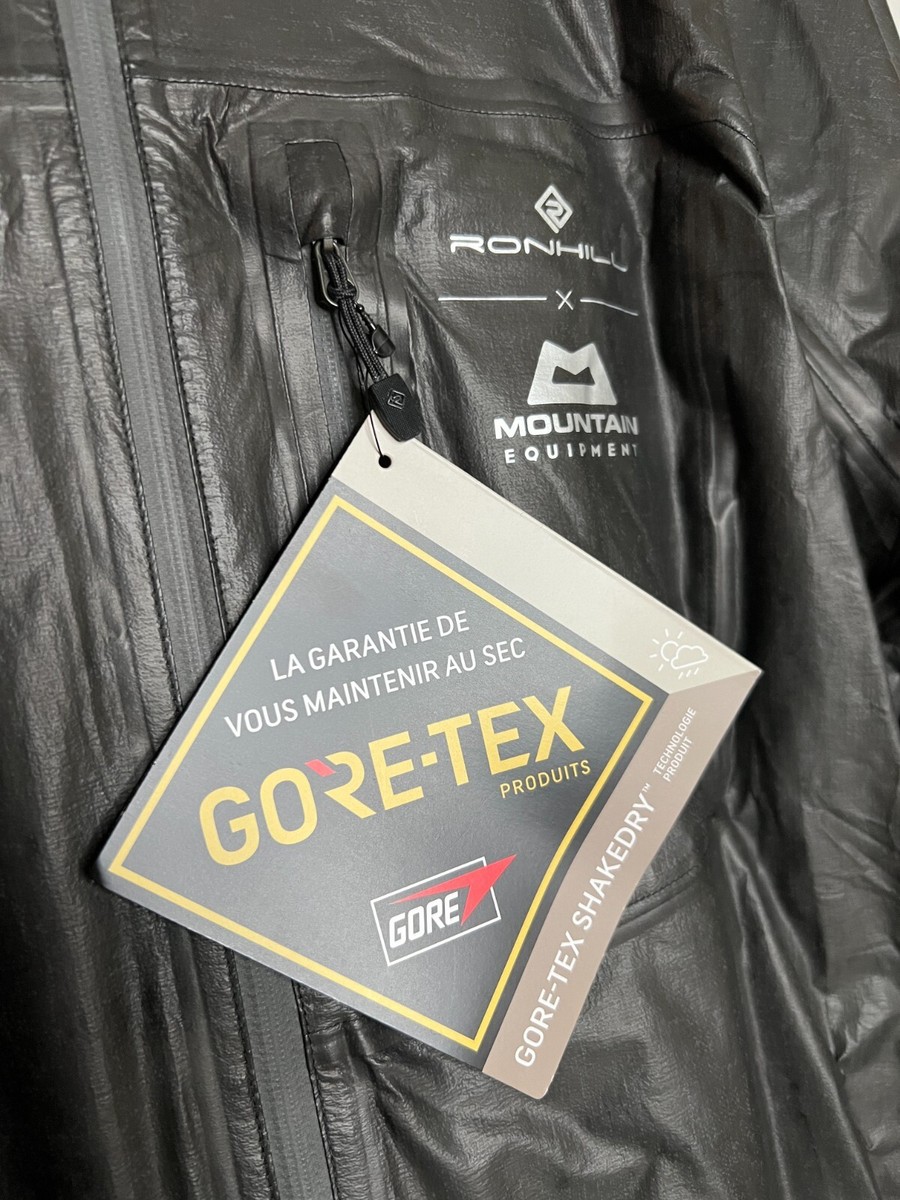 RONHILL
X
MOUNTAIN
EQUIPMENT
LA GARANTIE DE
VOUS MAINTENIR AU SEC
GORE-TEX
PRODUITS
GORE
GORE-TEX SHAKEDRY™
TECHNOLOGIE
PRODUIT